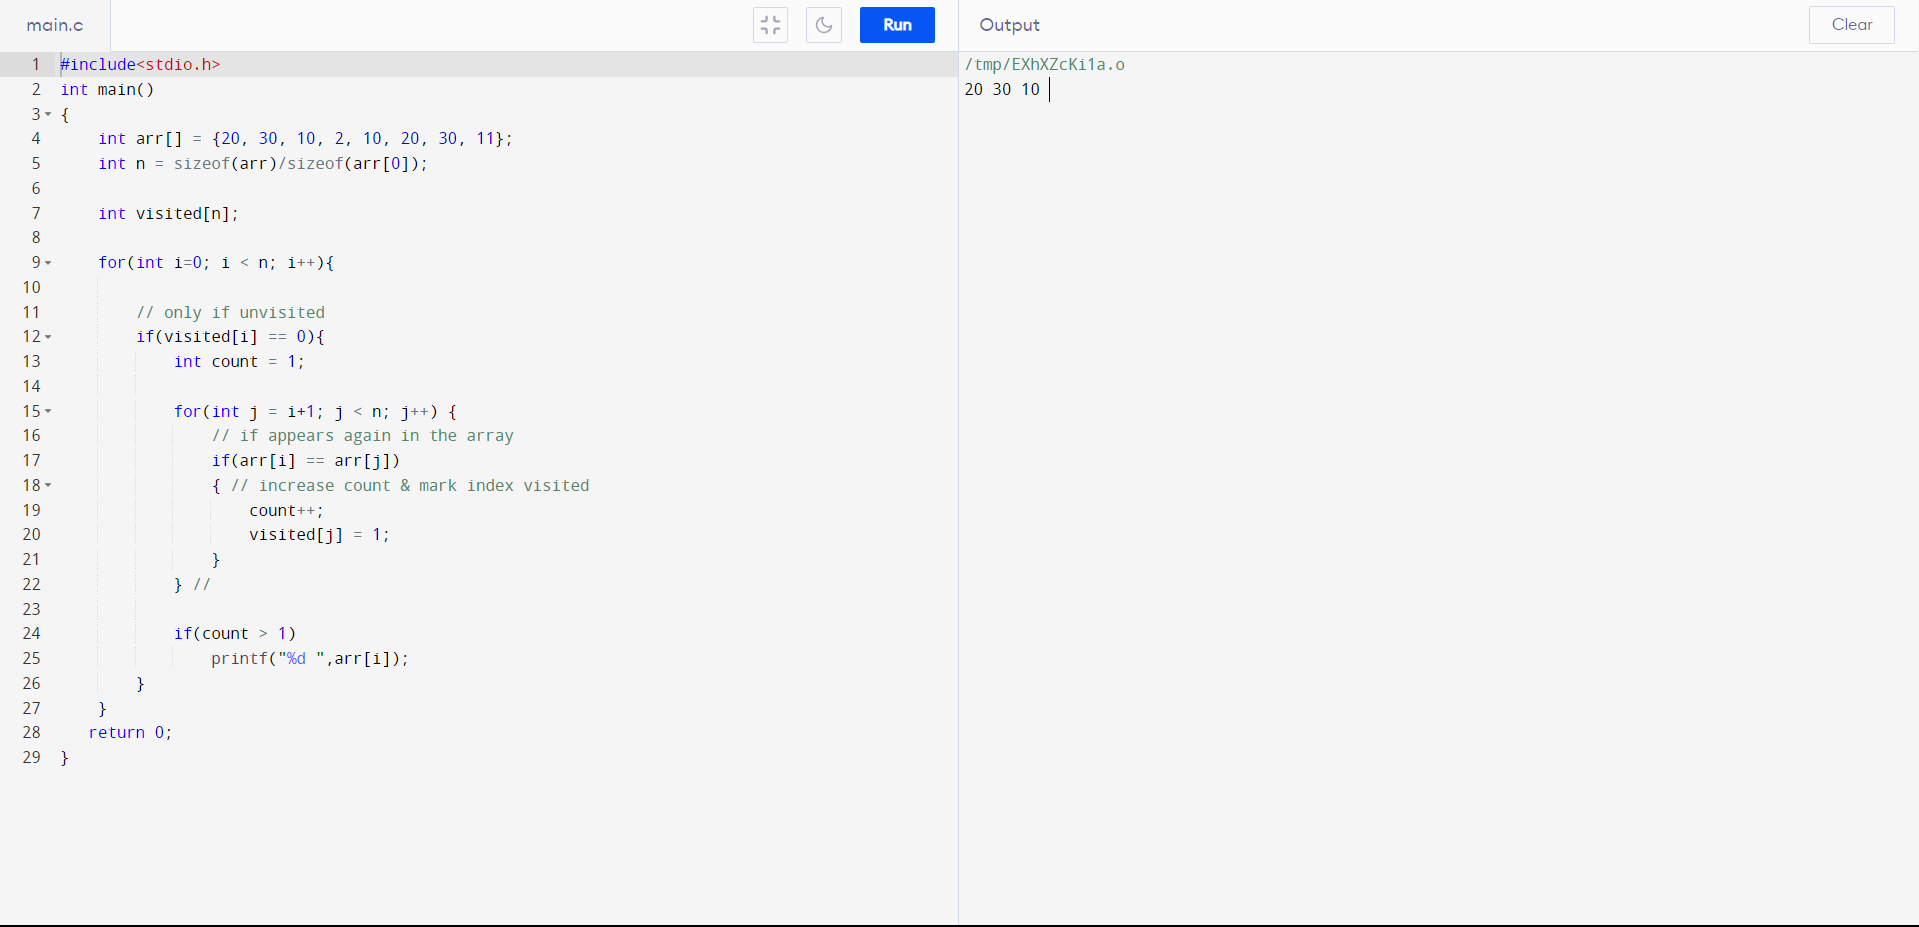 main.c
Run
Output
Clear
1 #include<stdio.h>
2 int main()
3 {
4     int arr[] = {20, 30, 10, 2, 10, 20, 30, 11};
5     int n = sizeof(arr)/sizeof(arr[0]);
6
7     int visited[n];
8
9     for(int i=0; i < n; i++){
10
11         // only if unvisited
12         if(visited[i] == 0){
13             int count = 1;
14
15             for(int j = i+1; j < n; j++) {
16                 // if appears again in the array
17                 if(arr[i] == arr[j])
18                 { // increase count & mark index visited
19                     count++;
20                     visited[j] = 1;
21                 }
22             } //
23
24             if(count > 1)
25                 printf("%d ",arr[i]);
26         }
27     }
28    return 0;
29 }
/tmp/EXhXZcKi1a.o
20 30 10